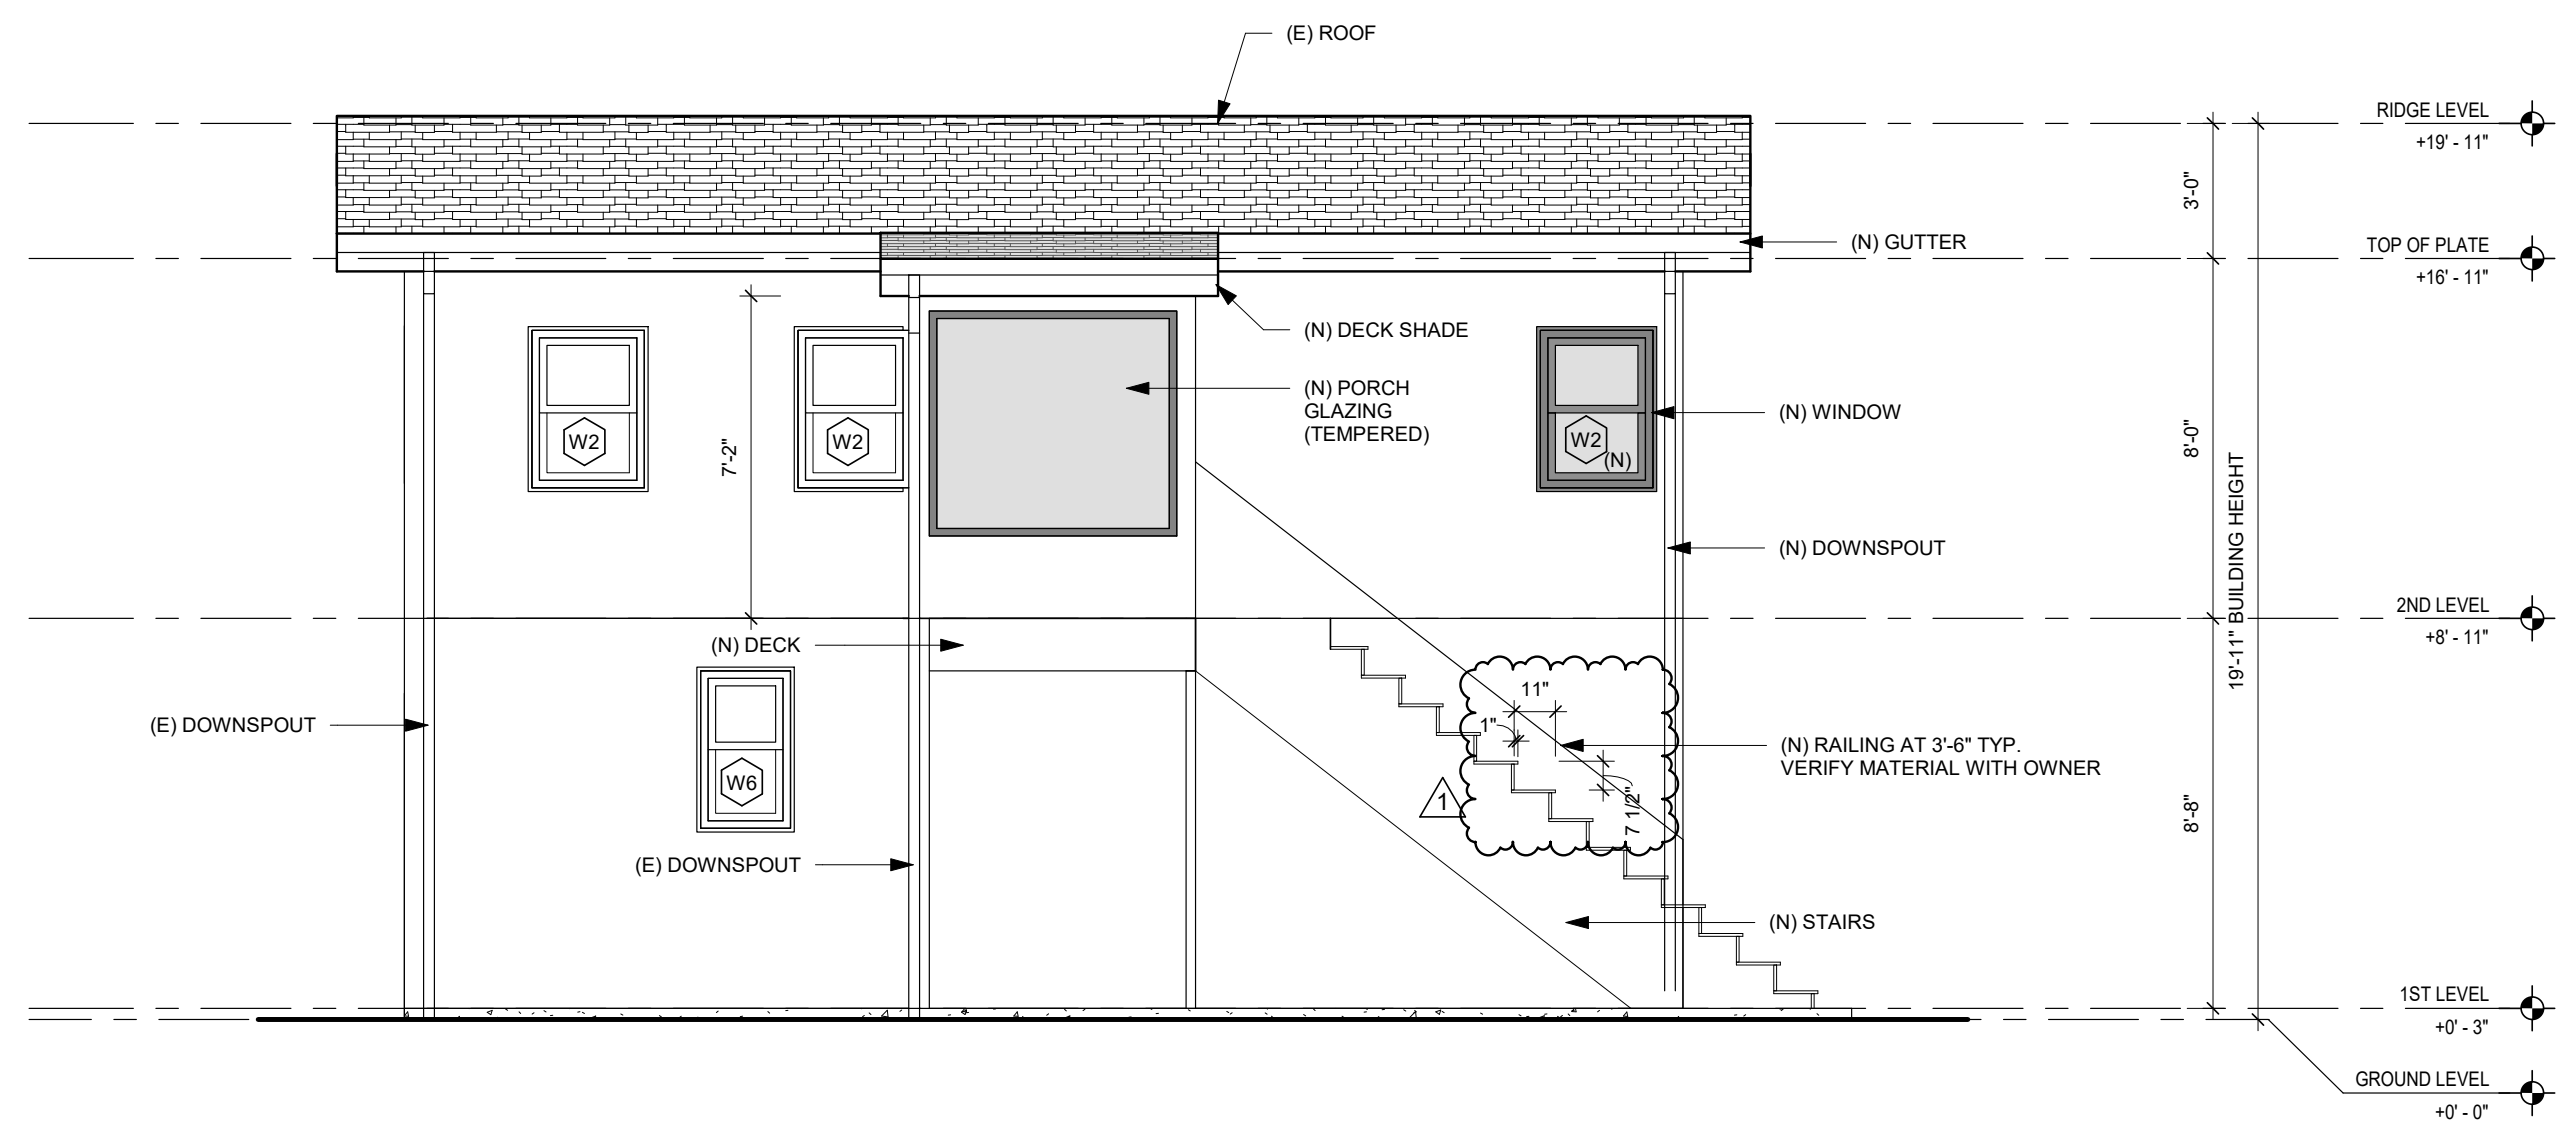 (E) ROOF
RIDGE LEVEL
+19' - 11"
3'-0"
(N) GUTTER
TOP OF PLATE
+16' - 11"
(N) DECK SHADE
(N) PORCH
GLAZING
(TEMPERED)
(N) WINDOW
W2
W2
W2
(N)
7'-2"
8'-0"
19'-11" BUILDING HEIGHT
(N) DOWNSPOUT
2ND LEVEL
+8' - 11"
(N) DECK
11"
1"
(E) DOWNSPOUT
(N) RAILING AT 3'-6" TYP.
VERIFY MATERIAL WITH OWNER
W6
1
7 1/2"
8'-8"
(E) DOWNSPOUT
(N) STAIRS
1ST LEVEL
+0' - 3"
GROUND LEVEL
+0' - 0"